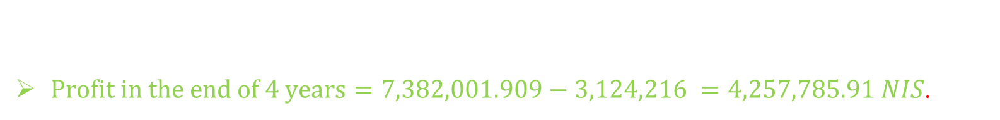 ➢ Profit in the end of 4 years = 7,382,001.909 − 3,124,216 = 4,257,785.91 NIS.